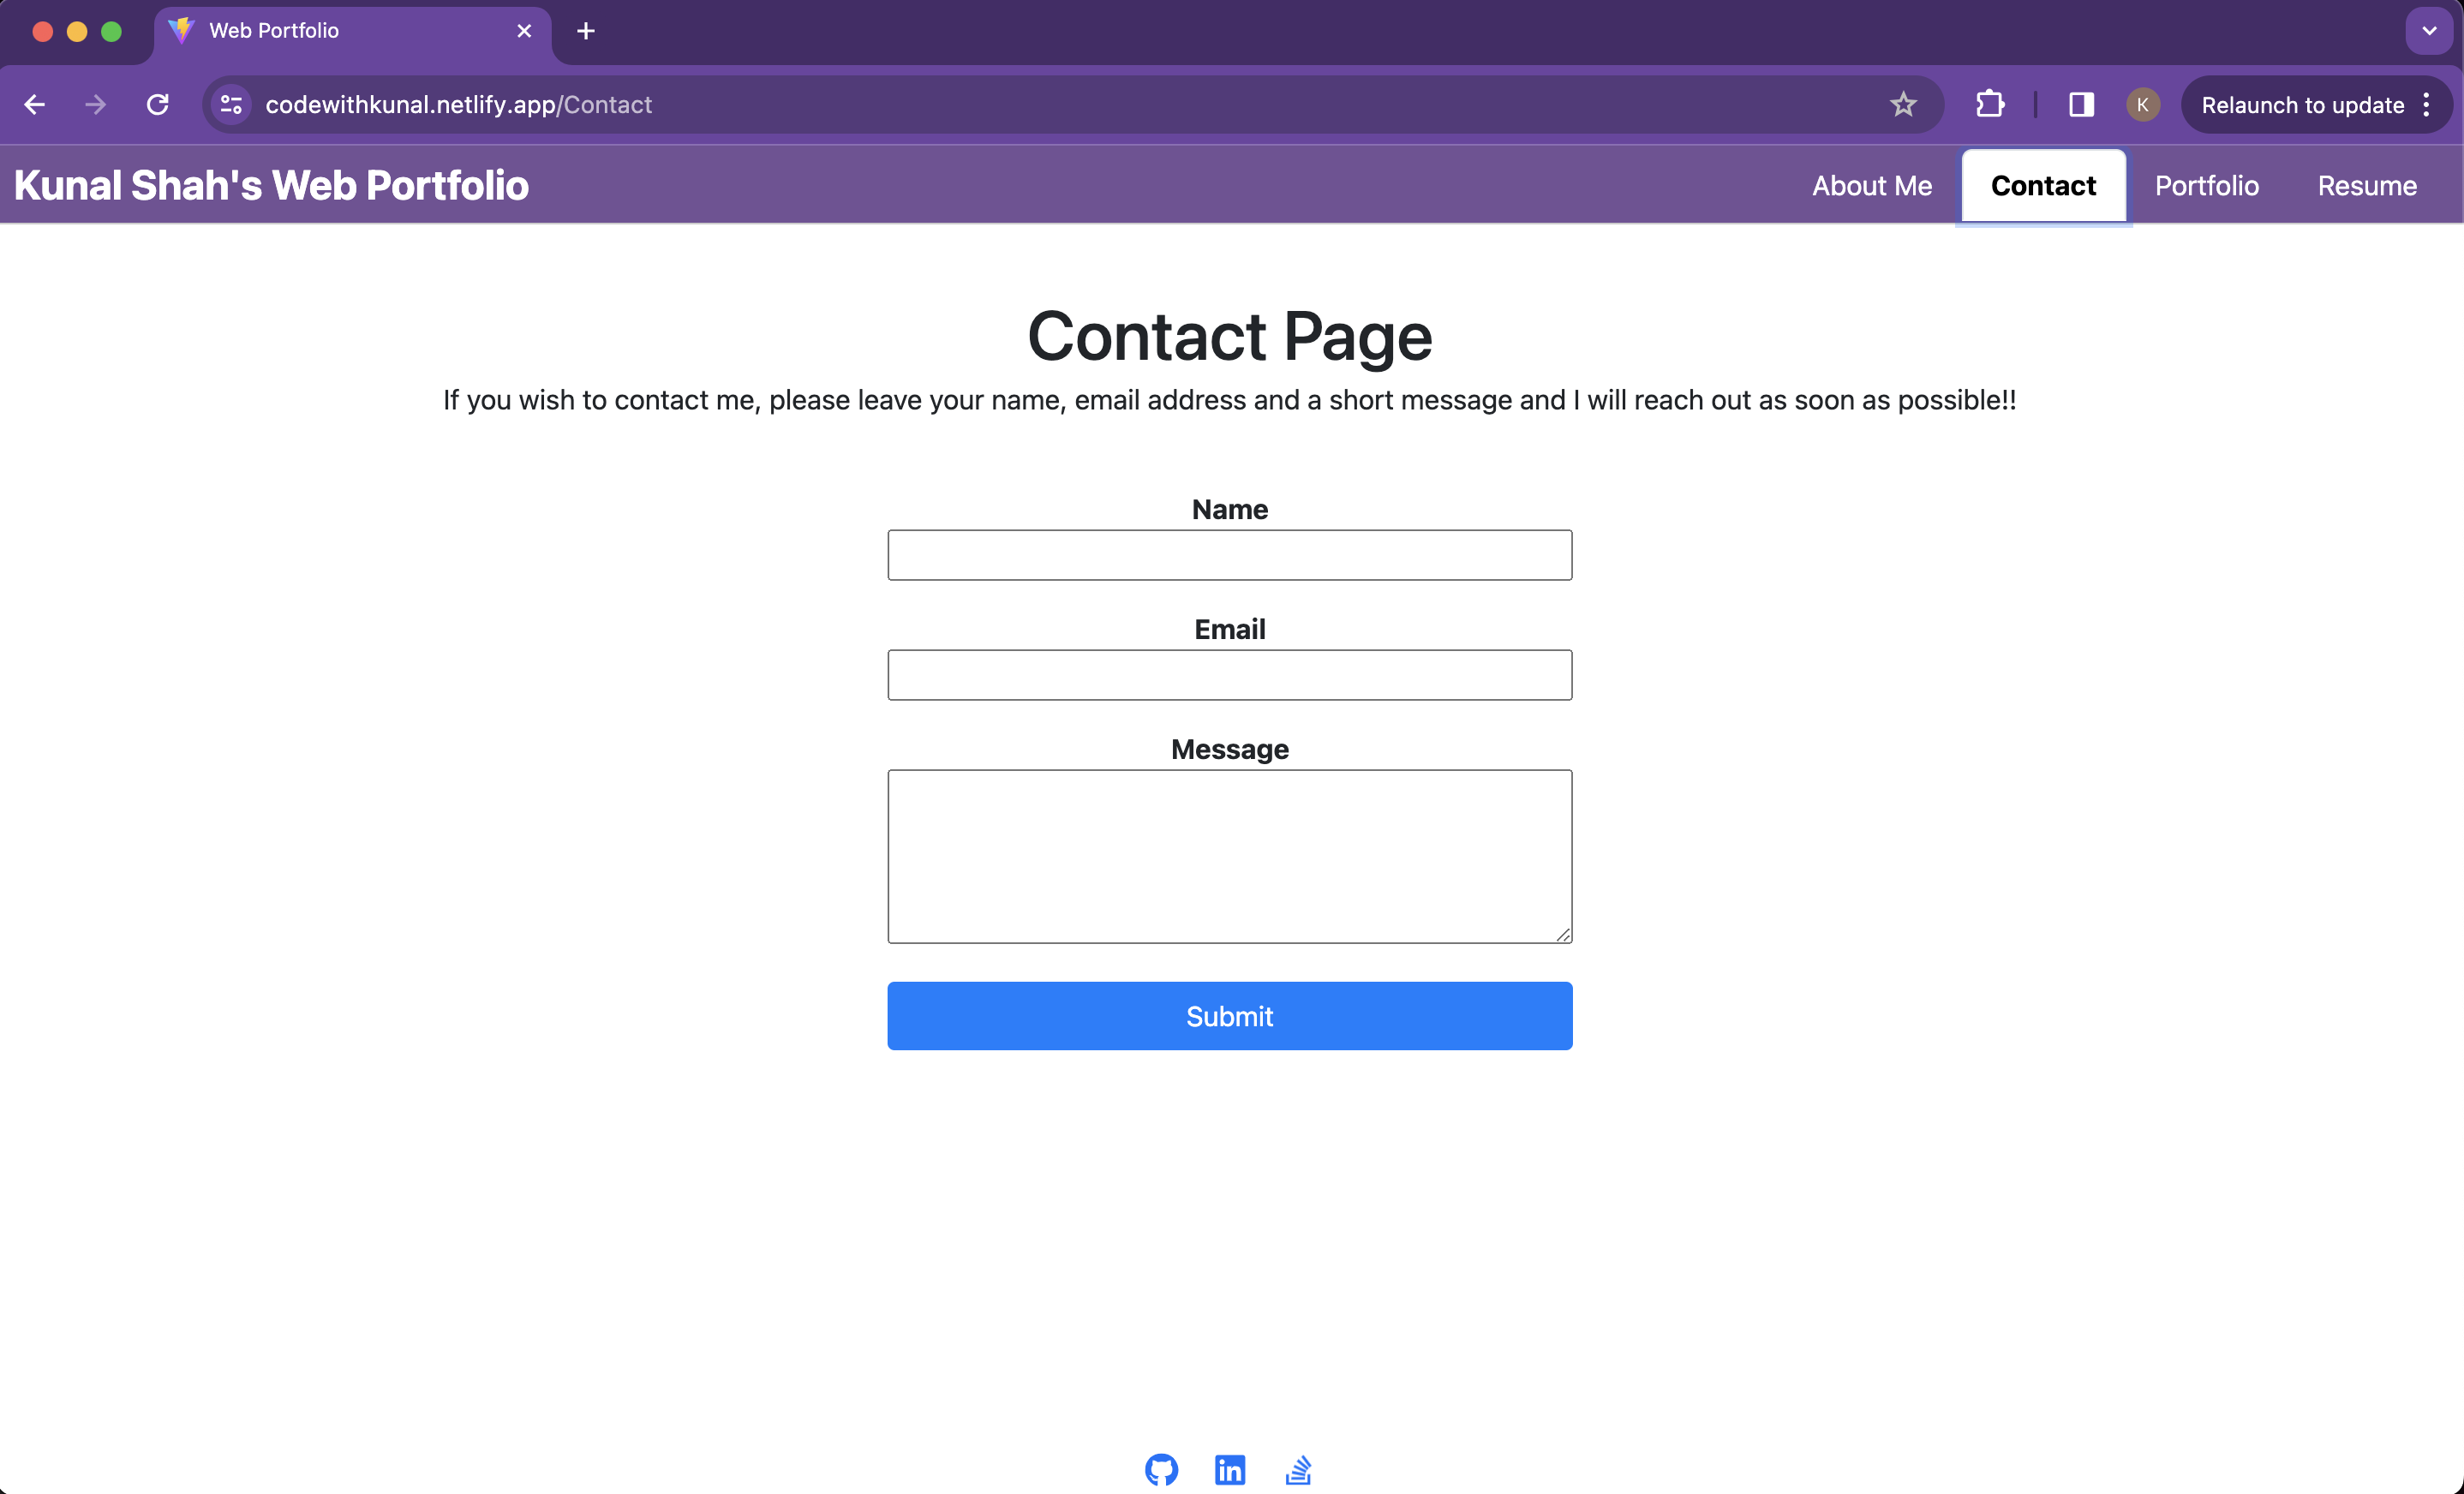 Web Portfolio
codewithkunal.netlify.app/Contact
K
Relaunch to update
Kunal Shah's Web Portfolio
About Me
Contact
Portfolio
Resume
Contact Page
If you wish to contact me, please leave your name, email address and a short message and I will reach out as soon as possible!!
Name
Email
Message
Submit
in